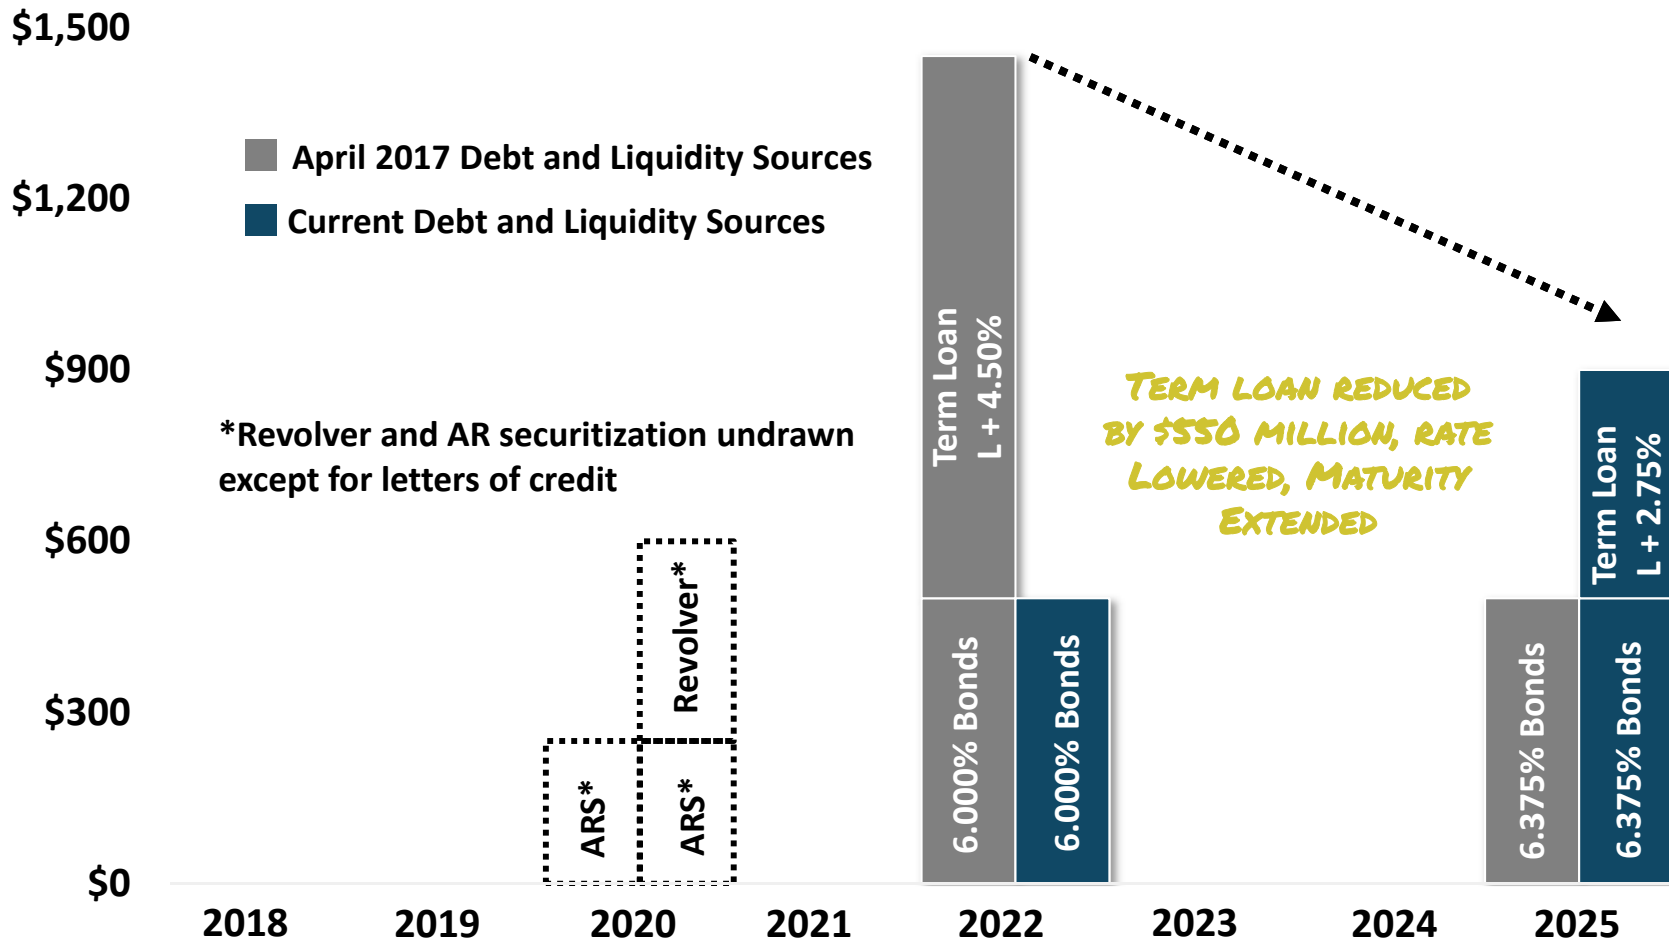 $1,500
$1,200
$900
$600
$300
$0
April 2017 Debt and Liquidity Sources
Current Debt and Liquidity Sources
*Revolver and AR securitization undrawn
except for letters of credit
ARS*
Revolver*
ARS*
Term Loan
L + 4.50%
6.000% Bonds
6.000% Bonds
TERM LOAN REDUCED
BY $550 MILLION, RATE
LOWERED, MATURITY
EXTENDED
6.375% Bonds
Term Loan
L + 2.75%
6.375% Bonds
2018 2019 2020 2021 2022 2023 2024 2025